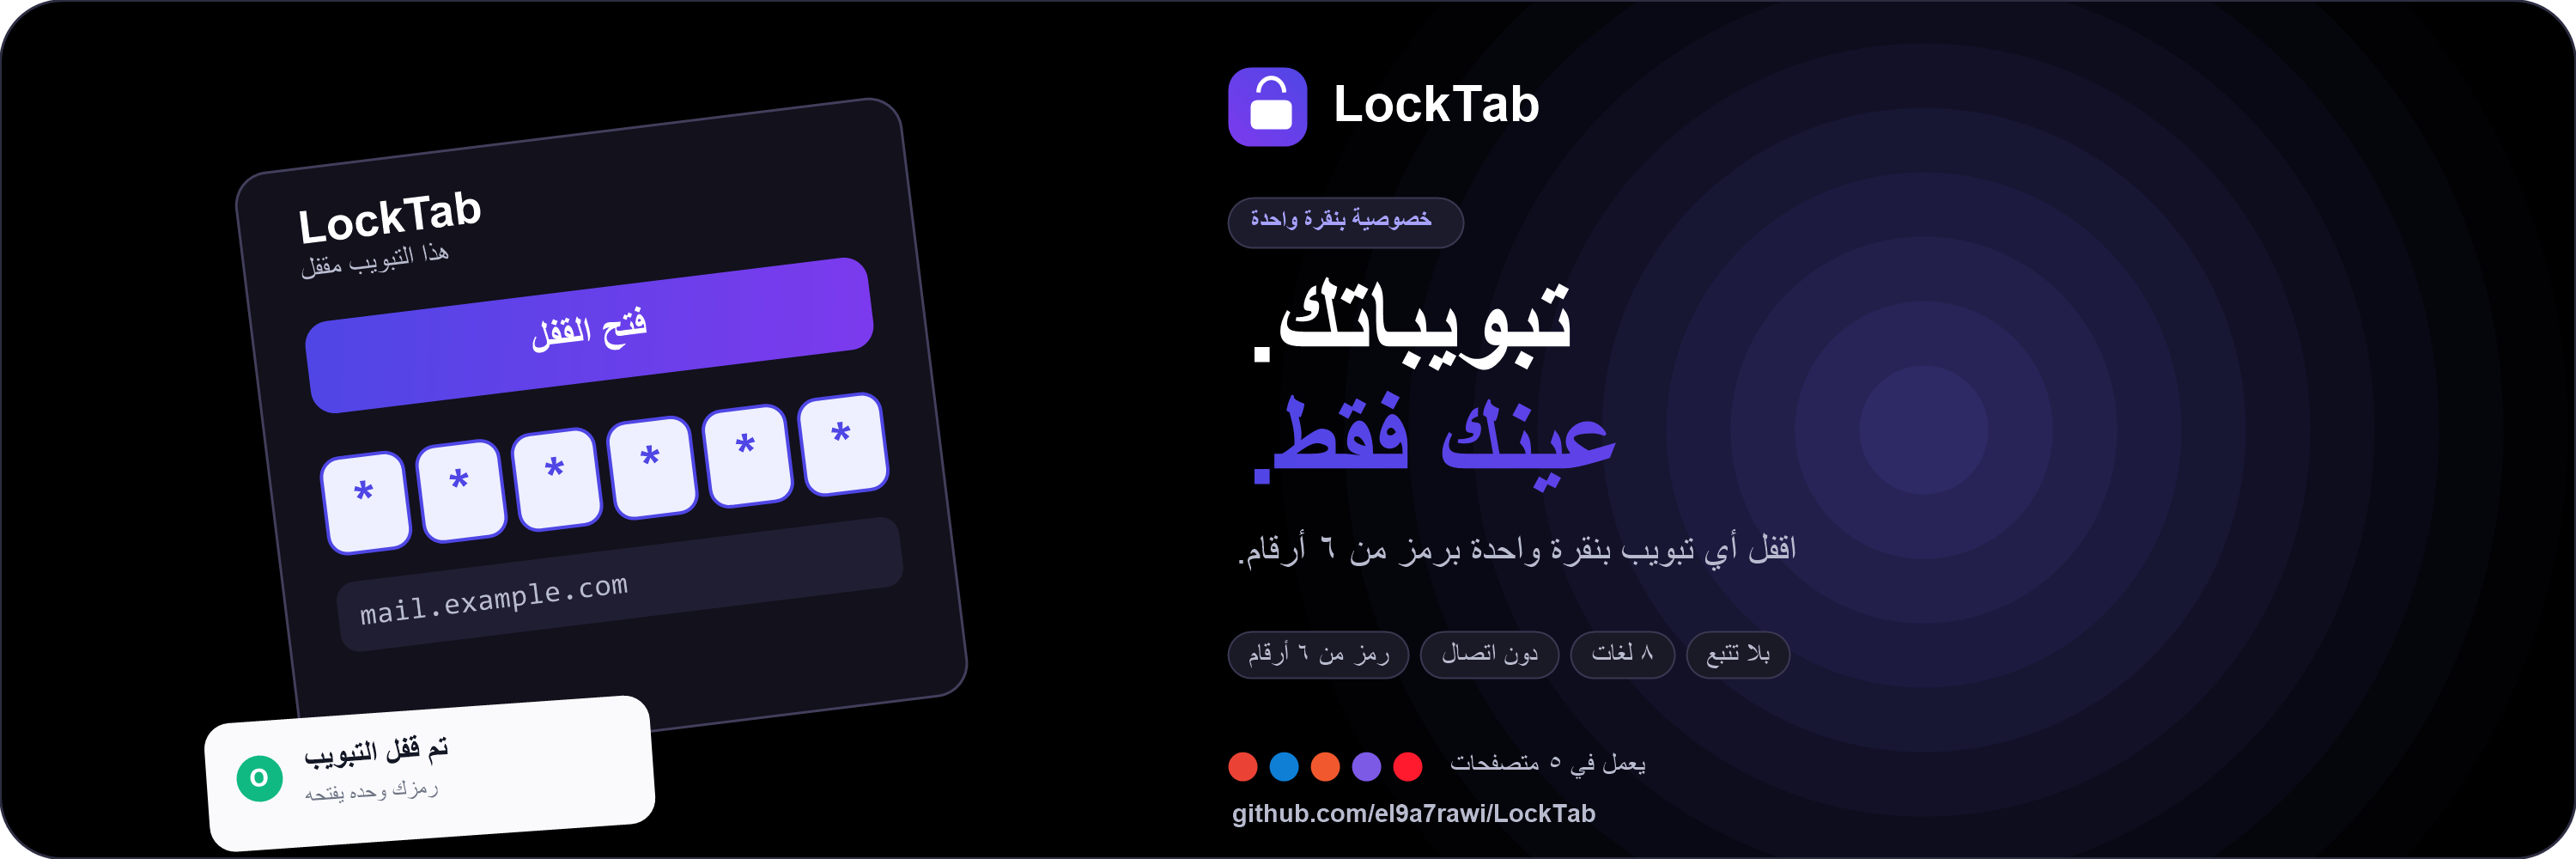 LockTab
خصوصية بنقرة واحدة
تبويباتك.
عينك فقط.
اقفل أي تبويب بنقرة واحدة برمز من ٦ أرقام.
رمز من ٦ أرقام
دون اتصال
٨ لغات
بلا تتبع
يعمل في ٥ متصفحات
github.com/el9a7rawi/LockTab
LockTab
هذا التبويب مقفل
فتح القفل
* * * * * *
mail.example.com
O
تم قفل التبويب
رمزك وحده يفتحه